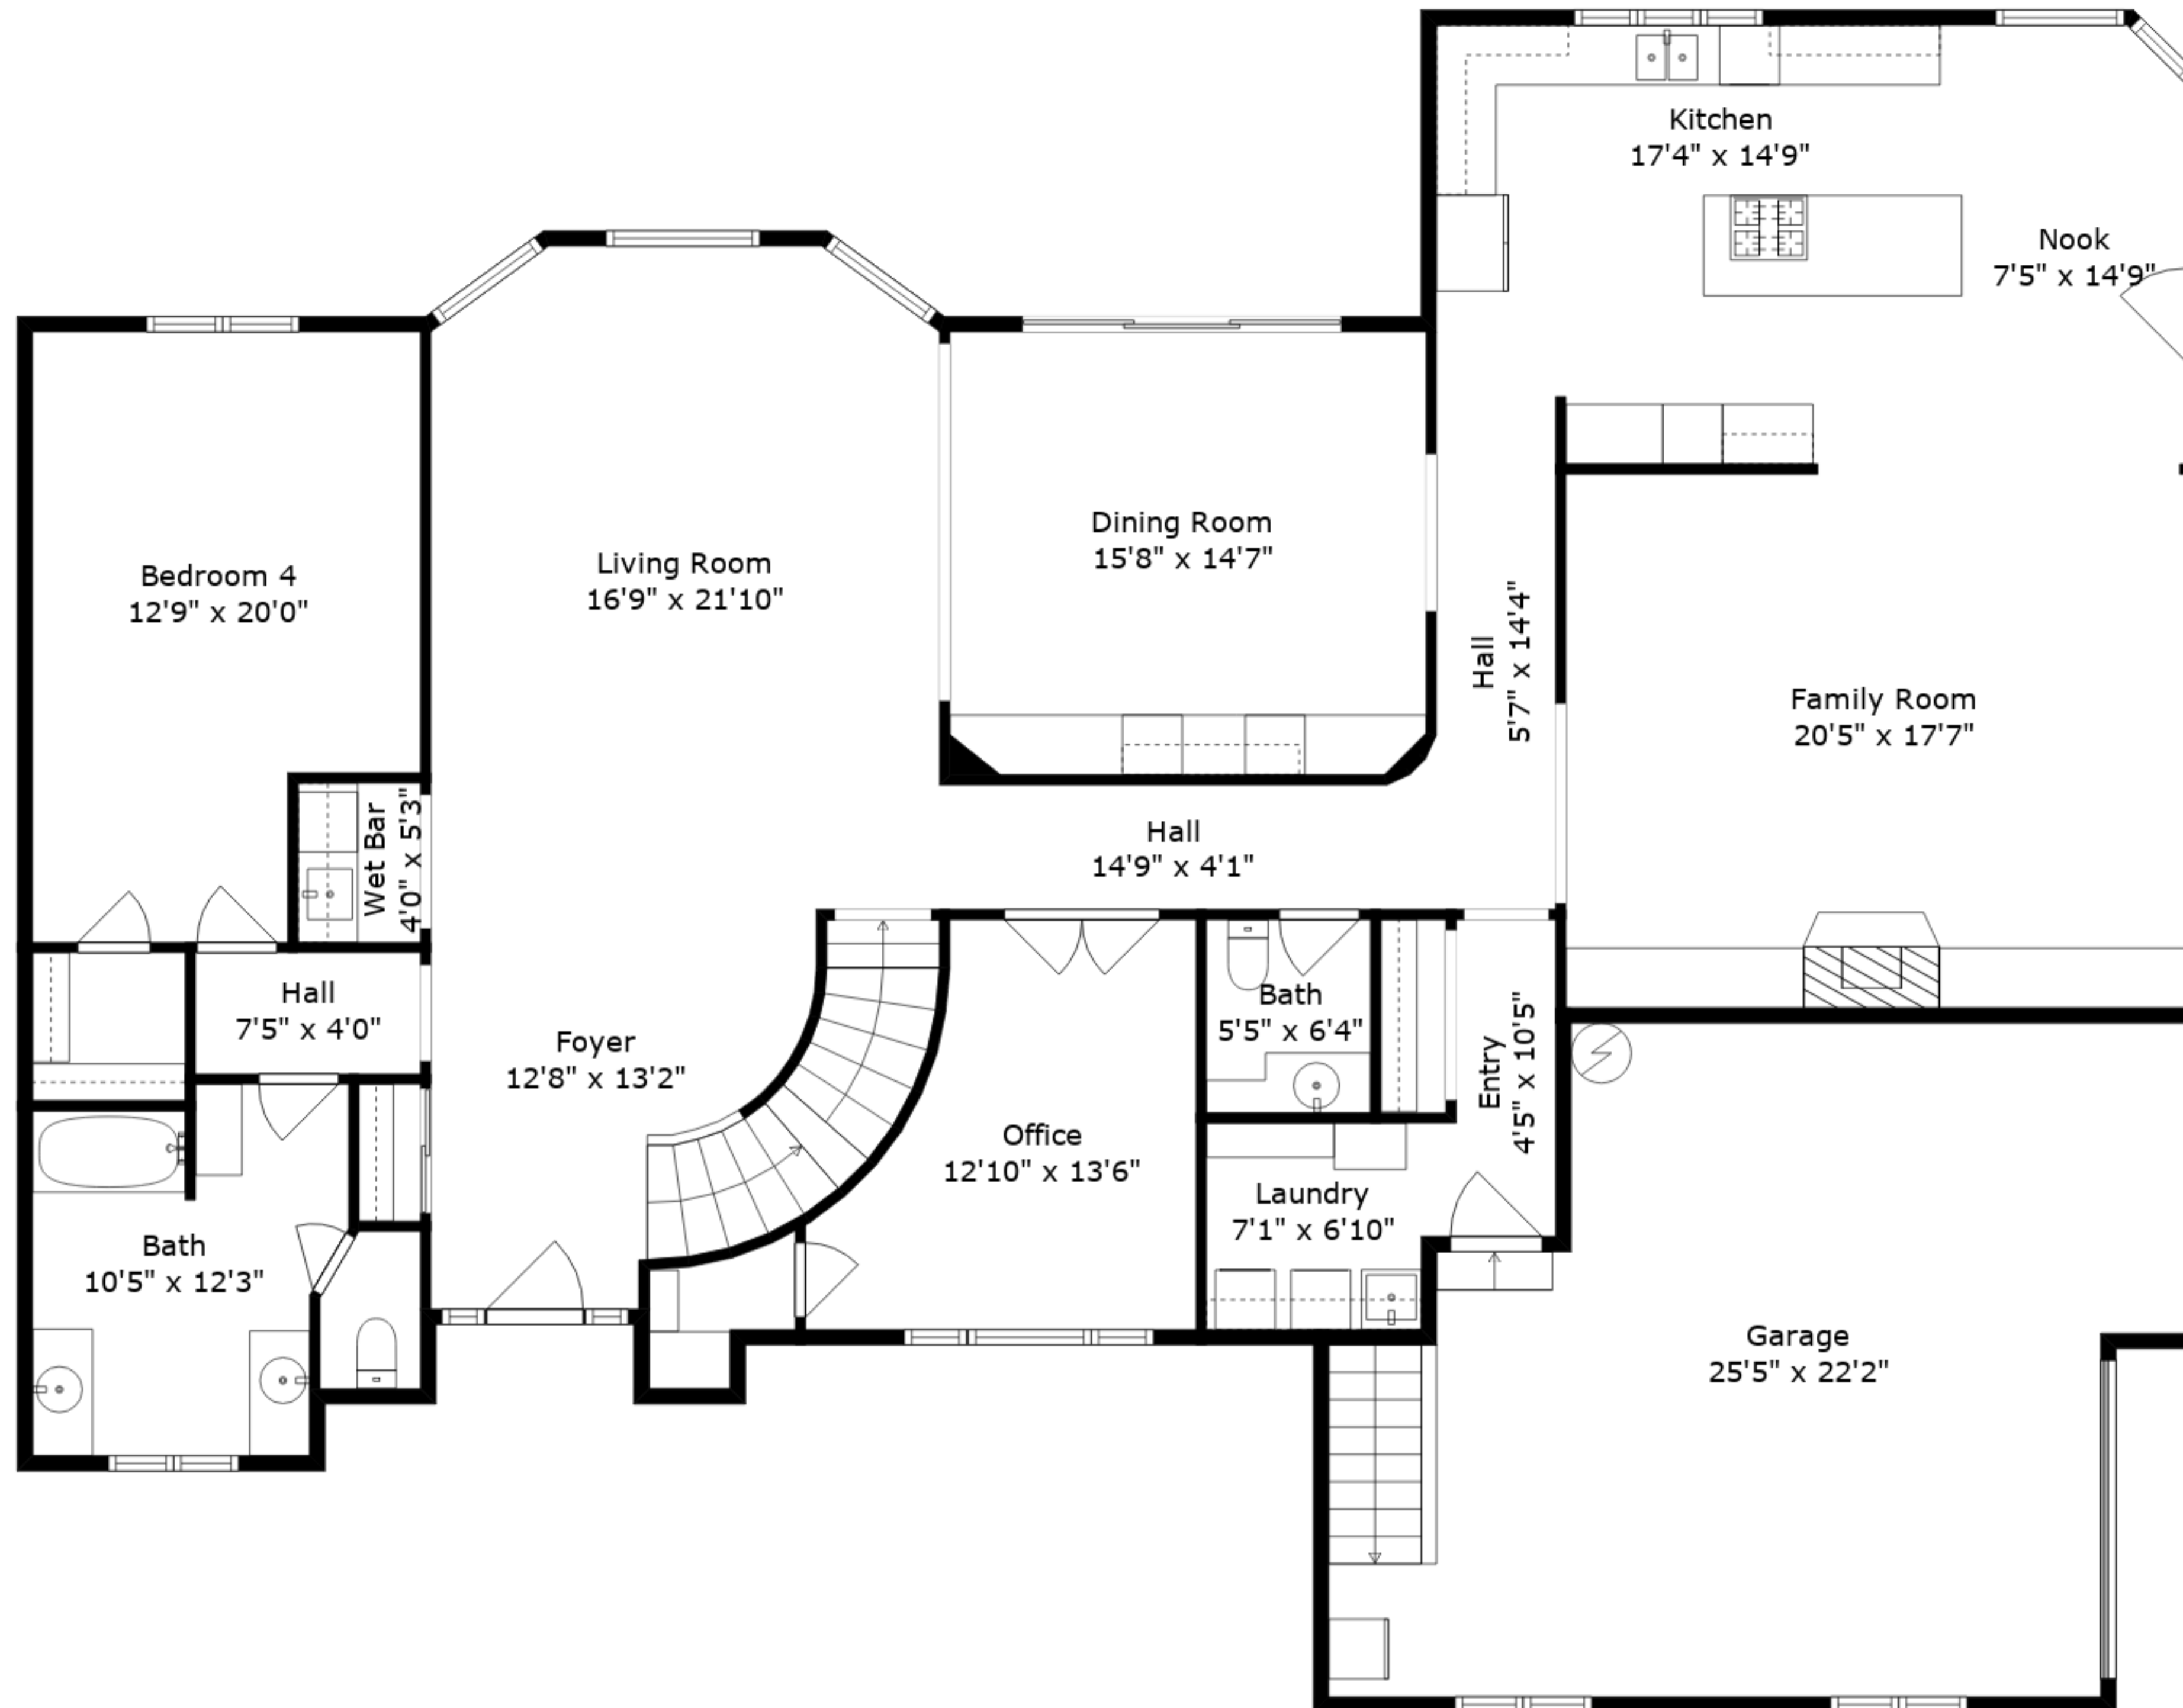 Kitchen
17'4" x 14'9"
Nook
7'5" x 14'9"
Dining Room
15'8" x 14'7"
Living Room
16'9" x 21'10"
Bedroom 4
12'9" x 20'0"
Hall
5'7" x 14'4"
Family Room
20'5" x 17'7"
Wet Bar
4'0" x 5'3"
Hall
14'9" x 4'1"
Hall
7'5" x 4'0"
Foyer
12'8" x 13'2"
Bath
5'5" x 6'4"
Entry
4'5" x 10'5"
Office
12'10" x 13'6"
Laundry
7'1" x 6'10"
Bath
10'5" x 12'3"
Garage
25'5" x 22'2"